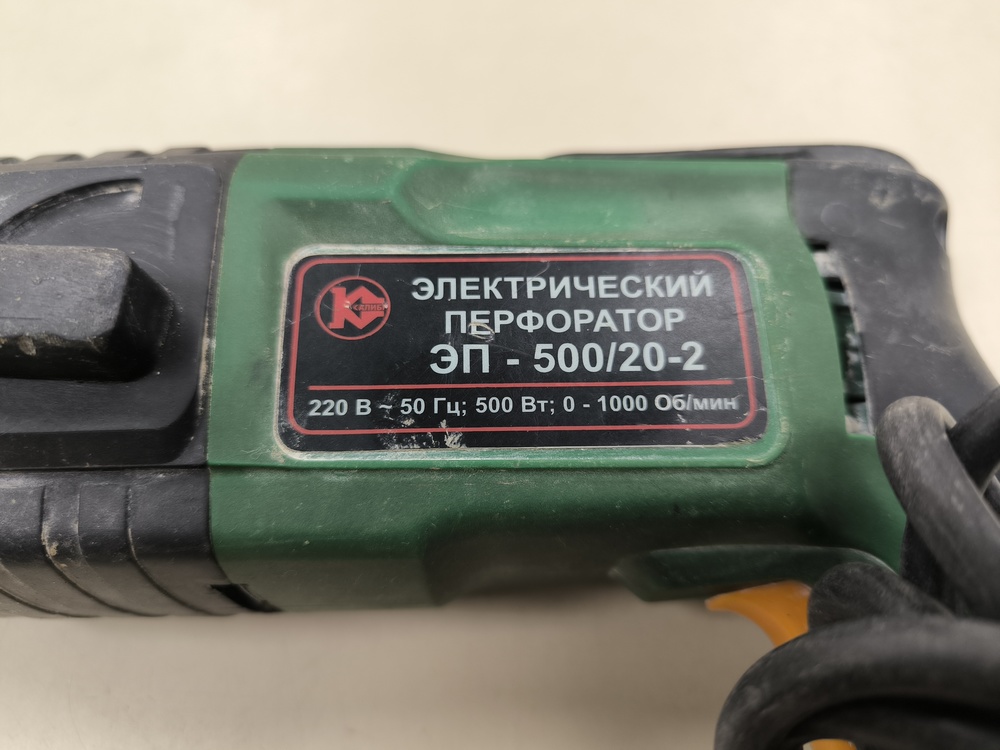 ЭЛЕКТРИЧЕСКИЙ
ПЕРФОРАТОР
ЭП - 500/20-2
220 В ~ 50 Гц; 500 Вт; 0 - 1000 Об/мин